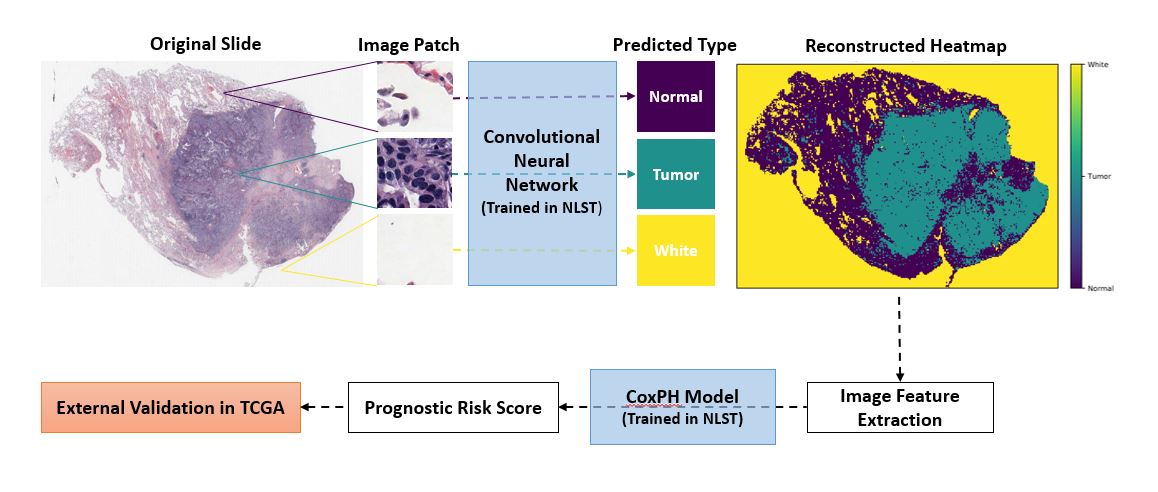 Original Slide
Image Patch
Predicted Type
Reconstructed Heatmap
Convolutional
Neural
Network
(Trained in NLST)
Normal
Tumor
White
White
Tumor
Normal
External Validation in TCGA
Prognostic Risk Score
CoxPH Model
(Trained in NLST)
Image Feature
Extraction